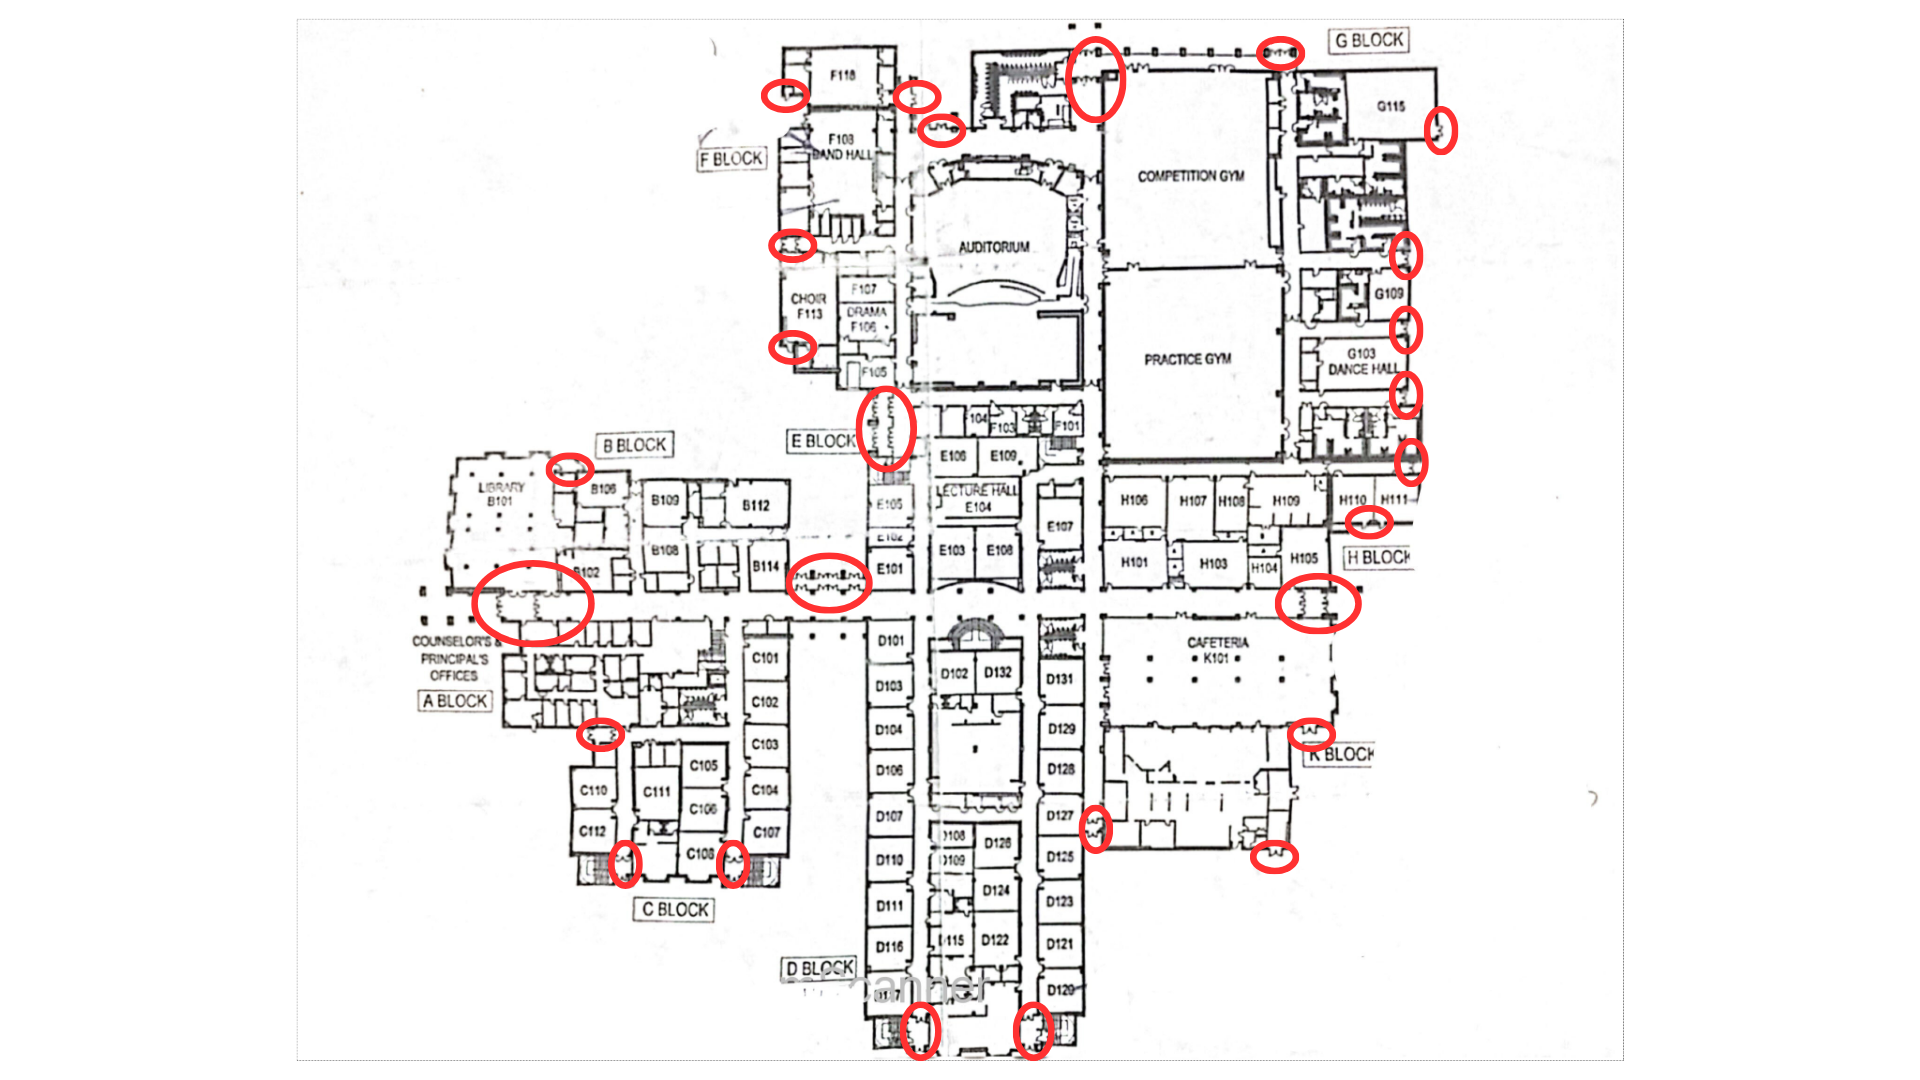 G BLOCK
F118
G115
F108
BAND HALL
F BLOCK
COMPETITION GYM
AUDITORIUM
F107
CHOIR
F113
DRAMA
F106
G109
PRACTICE GYM
G103
DANCE HALL
F105
104
F103
F101
B BLOCK
E BLOCK
E106
E109
LIBRARY
B101
B106
B109
B112
E105
LECTURE HALL
E104
H106
H107
H108
H109
H110
H111
E107
E102
B108
B102
B114
E101
E103
E108
H101
H103
H104
H105
H BLOCK
COUNSELOR'S &
PRINCIPAL'S
OFFICES
A BLOCK
D101
CAFETERIA
K101
C101
D102
D132
D103
D131
C102
D104
D129
C103
K BLOCK
C105
D106
D128
C110
C111
C104
C106
D107
D127
C112
C107
D108
D126
C108
D110
D109
D125
D124
D111
D123
C BLOCK
D116
D115
D122
D121
D BLOCK
canner
D120